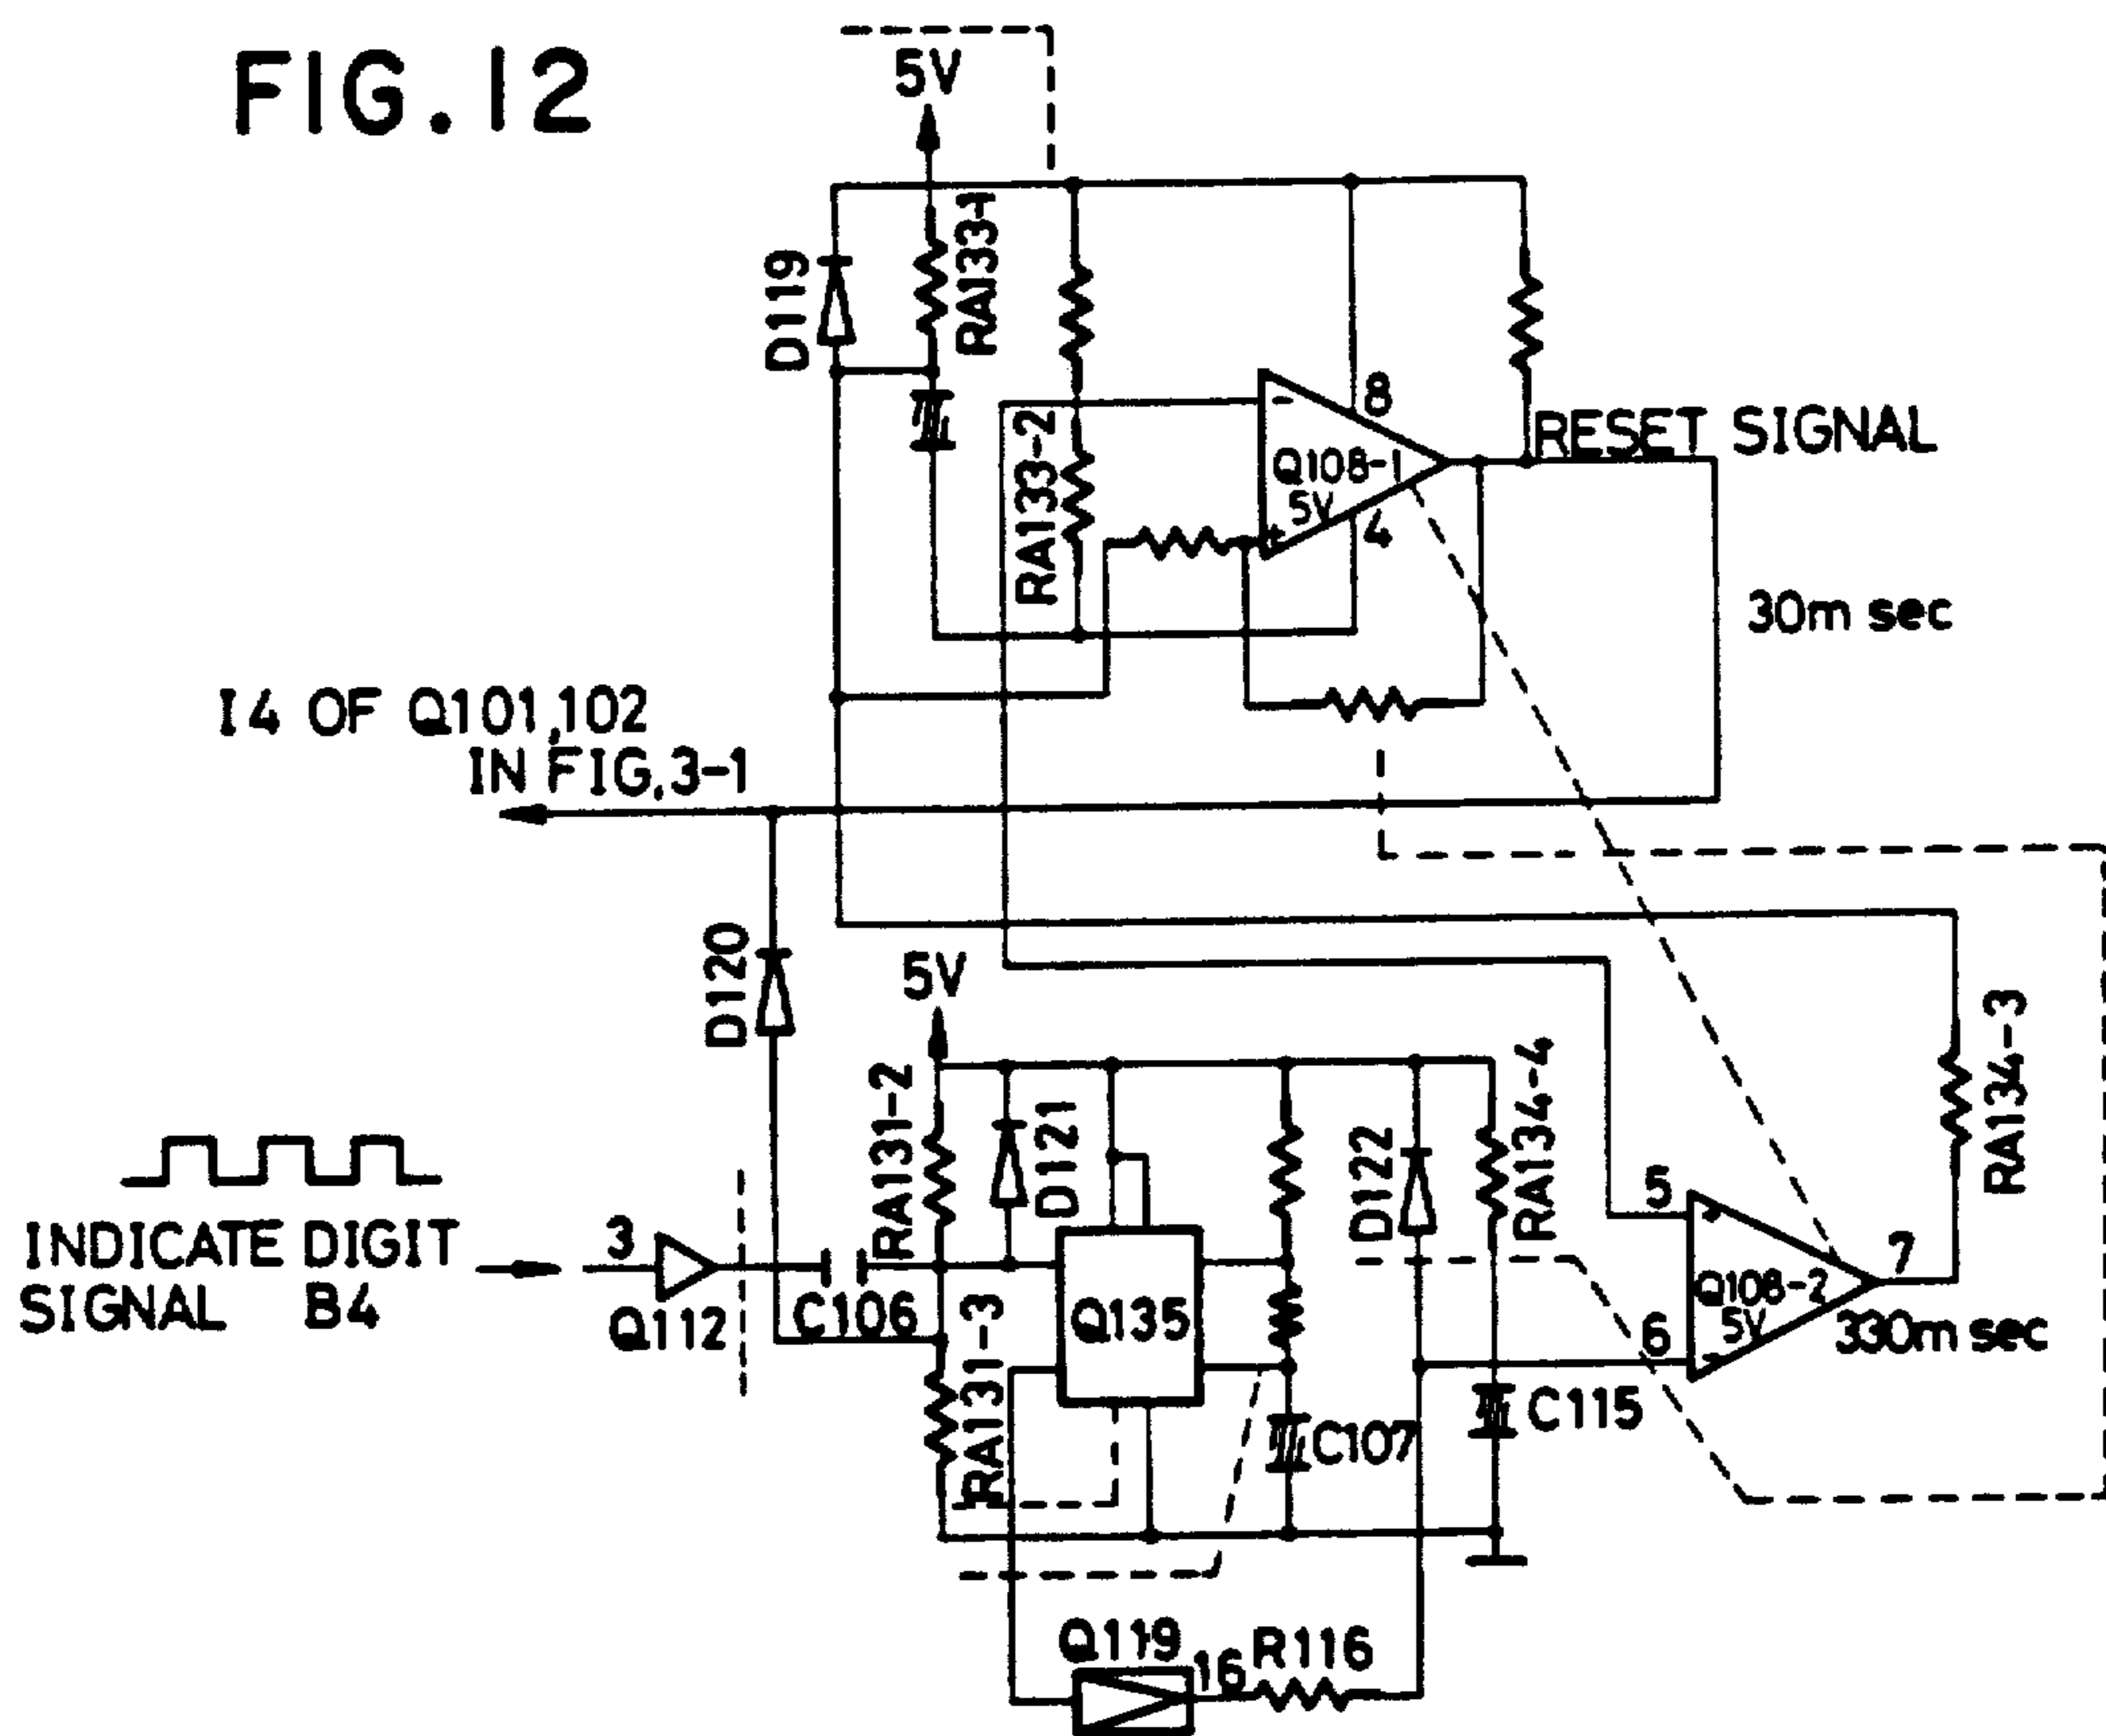 FIG.12
5V
D119
RA133-1
8
-
RESET SIGNAL
Q108-1
5V
+
4
RA133-2
30m sec
I4 OF Q101,102
IN FIG,3-1
D120
5V
RA131-2
D121
D122
RA134-4
RA134-3
INDICATE DIGIT
SIGNAL B4
3
Q112
C106
Q135
5
7
Q108-2
5V
6
330m sec
RA131-3
C107
C115
Q119
16
R116